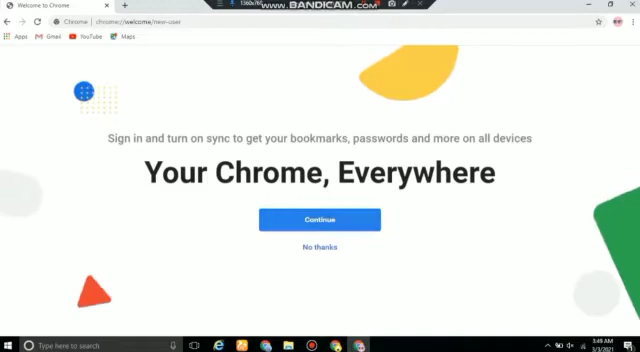 1360x768
www.BANDICAM.COM
Welcome to Chrome
Chrome | chrome://welcome/new-user
Apps Gmail YouTube Maps
Sign in and turn on sync to get your bookmarks, passwords and more on all devices
Your Chrome, Everywhere
Continue
No thanks
Type here to search
3:49 AM
3/3/2021